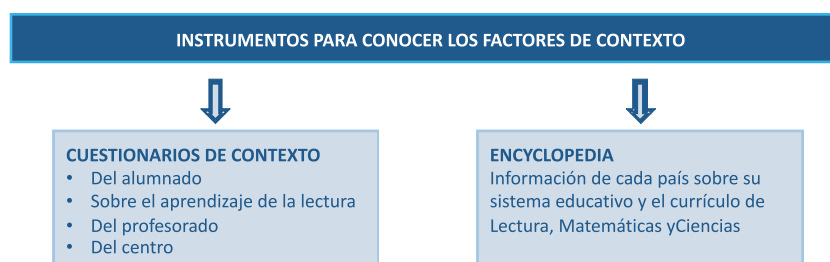 INSTRUMENTOS PARA CONOCER LOS FACTORES DE CONTEXTO
CUESTIONARIOS DE CONTEXTO
• Del alumnado
• Sobre el aprendizaje de la lectura
• Del profesorado
• Del centro
ENCYCLOPEDIA
Información de cada país sobre su
sistema educativo y el currículo de
Lectura, Matemáticas yCiencias